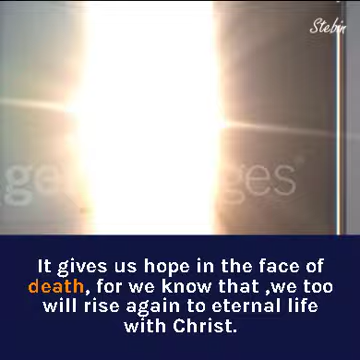 Stebin
ges
It gives us hope in the face of
death, for we know that ,we too
will rise again to eternal life
with Christ.